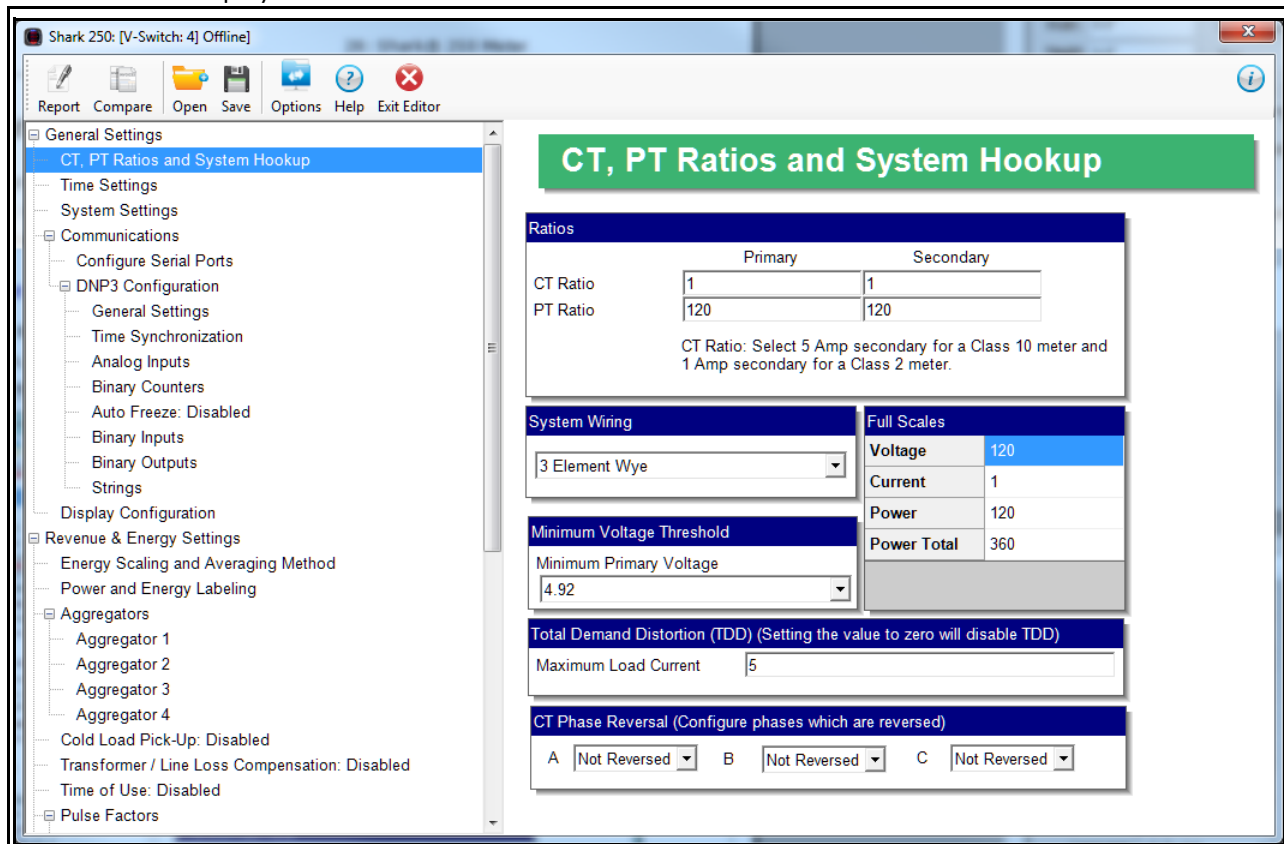 Shark 250: [V-Switch: 4] Offline]
Report Compare Open Save Options Help Exit Editor
General Settings
CT, PT Ratios and System Hookup
Time Settings
System Settings
Communications
Configure Serial Ports
DNP3 Configuration
General Settings
Time Synchronization
Analog Inputs
Binary Counters
Auto Freeze: Disabled
Binary Inputs
Binary Outputs
Strings
Display Configuration
Revenue & Energy Settings
Energy Scaling and Averaging Method
Power and Energy Labeling
Aggregators
Aggregator 1
Aggregator 2
Aggregator 3
Aggregator 4
Cold Load Pick-Up: Disabled
Transformer / Line Loss Compensation: Disabled
Time of Use: Disabled
Pulse Factors
CT, PT Ratios and System Hookup
Ratios
Primary Secondary
CT Ratio 1 1
PT Ratio 120 120
CT Ratio: Select 5 Amp secondary for a Class 10 meter and
1 Amp secondary for a Class 2 meter.
System Wiring
3 Element Wye
Full Scales
Voltage 120
Current 1
Power 120
Power Total 360
Minimum Voltage Threshold
Minimum Primary Voltage
4.92
Total Demand Distortion (TDD) (Setting the value to zero will disable TDD)
Maximum Load Current 5
CT Phase Reversal (Configure phases which are reversed)
A Not Reversed B Not Reversed C Not Reversed